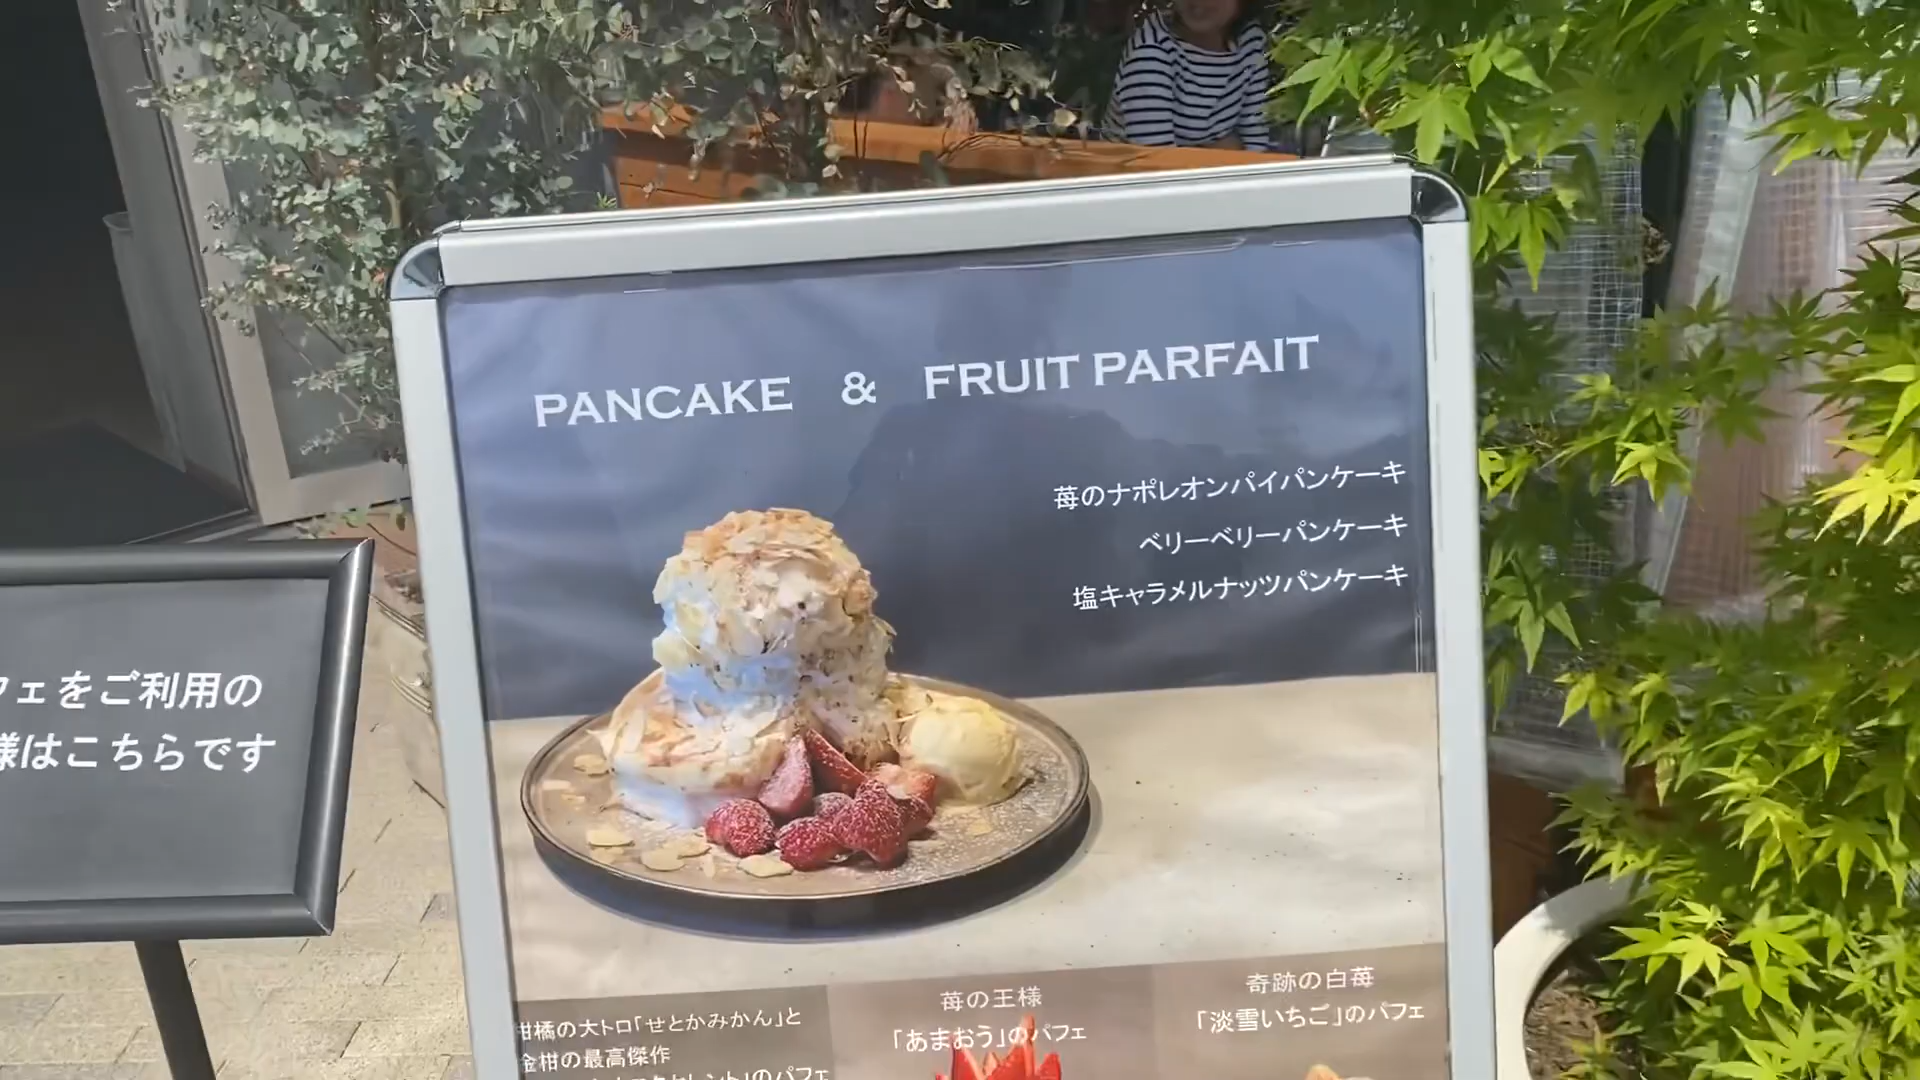 PANCAKE & FRUIT PARFAIT
苺のナポレオンパイパンケーキ
ベリーベリーパンケーキ
塩キャラメルナッツパンケーキ
フェをご利用の
様はこちらです
柑橘の大トロ「せとかみかん」と
金柑の最高傑作
のパフェ
苺の王様
「あまおう」のパフェ
奇跡の白苺
「淡雪いちご」のパフェ